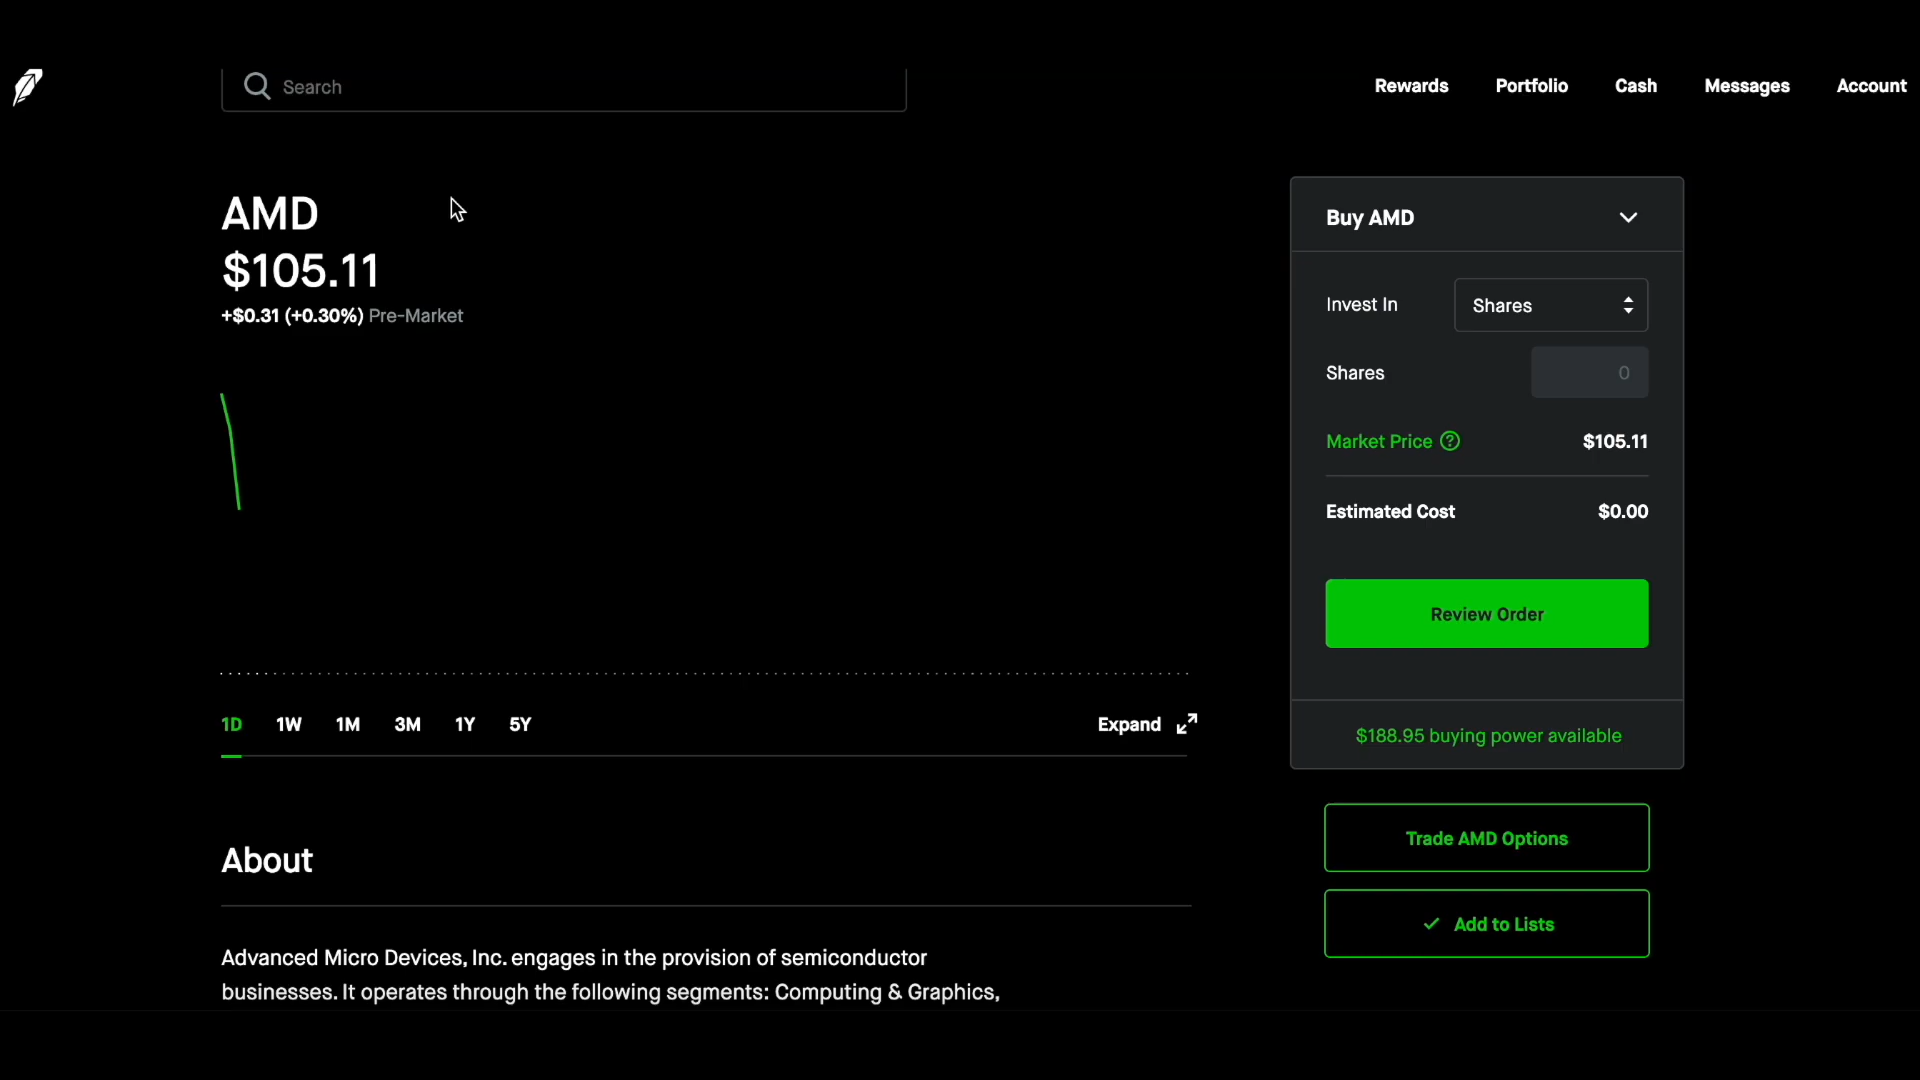 Search
Rewards
Portfolio
Cash
Messages
Account
AMD
$105.11
+$0.31 (+0.30%) Pre-Market
1D
1W
1M
3M
1Y
5Y
Expand
About
Advanced Micro Devices, Inc. engages in the provision of semiconductor
businesses. It operates through the following segments: Computing & Graphics,
Buy AMD
Invest In
Shares
Shares
0
Market Price ?
$105.11
Estimated Cost
$0.00
Review Order
$188.95 buying power available
Trade AMD Options
Add to Lists